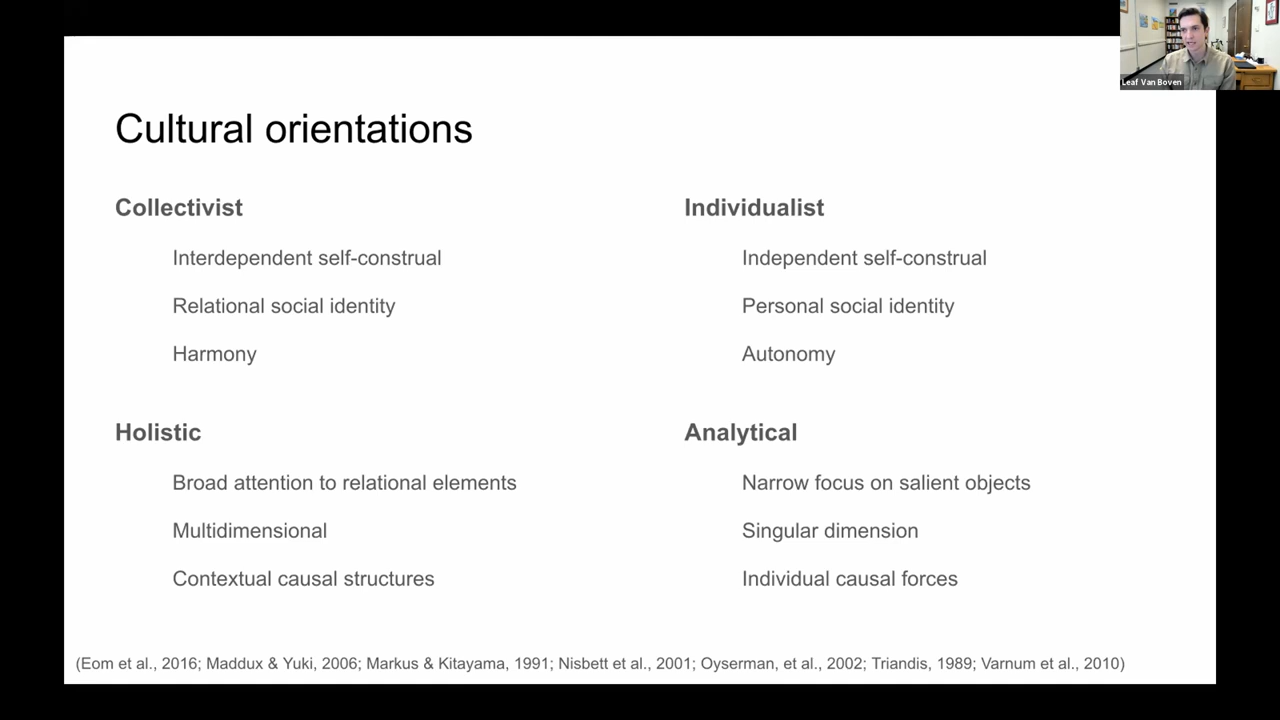 Leaf Van Boven
Cultural orientations
Collectivist
Interdependent self-construal
Relational social identity
Harmony
Individualist
Independent self-construal
Personal social identity
Autonomy
Holistic
Broad attention to relational elements
Multidimensional
Contextual causal structures
Analytical
Narrow focus on salient objects
Singular dimension
Individual causal forces
(Eom et al., 2016; Maddux & Yuki, 2006; Markus & Kitayama, 1991; Nisbett et al., 2001; Oyserman, et al., 2002; Triandis, 1989; Varnum et al., 2010)